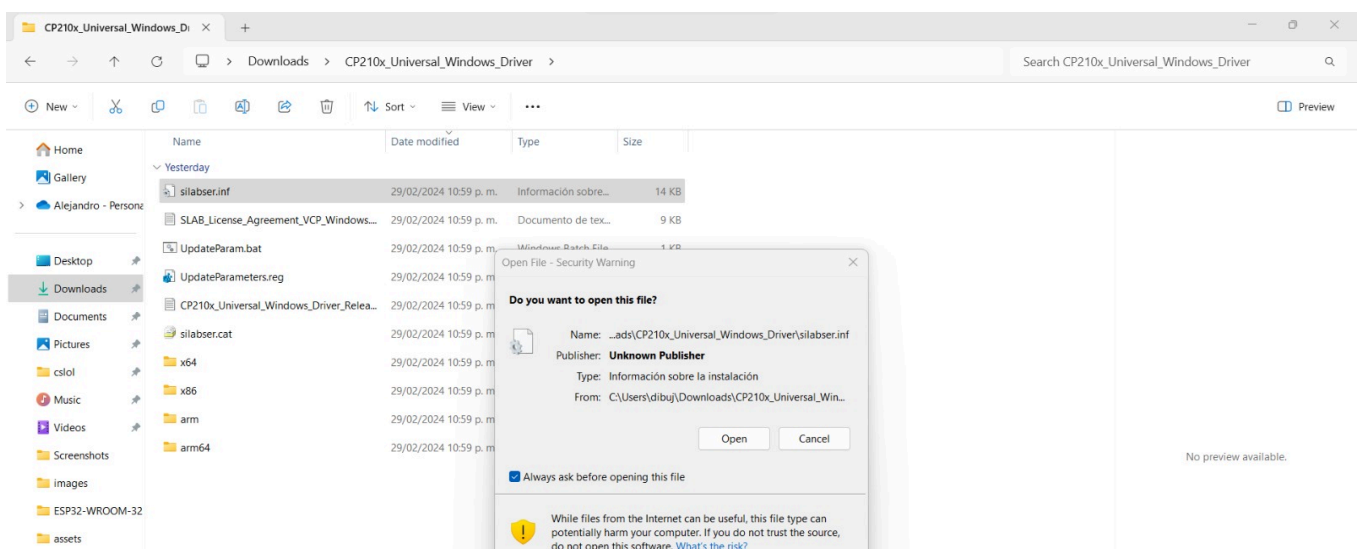 CP210x_Universal_Windows_Dı
Downloads > CP210x_Universal_Windows_Driver >
Search CP210x_Universal_Windows_Driver
New
Sort
View
Preview
Name Date modified Type Size
Home
Gallery
Alejandro - Persona
Desktop
Downloads
Documents
Pictures
cslol
Music
Videos
Screenshots
images
ESP32-WROOM-32
assets
Yesterday
silabser.inf 29/02/2024 10:59 p. m. Información sobre... 14 KB
SLAB_License_Agreement_VCP_Windows.... 29/02/2024 10:59 p. m. Documento de tex... 9 KB
UpdateParam.bat 29/02/2024 10:59 p. m. Windows Batch File 1 KB
UpdateParameters.reg 29/02/2024 10:59 p. m
CP210x_Universal_Windows_Driver_Relea... 29/02/2024 10:59 p. m
silabser.cat 29/02/2024 10:59 p. m
x64 29/02/2024 10:59 p. m
x86 29/02/2024 10:59 p. m
arm 29/02/2024 10:59 p. m
arm64 29/02/2024 10:59 p. m
Open File - Security Warning
Do you want to open this file?
Name: ...ads\CP210x_Universal_Windows_Driver\silabser.inf
Publisher: Unknown Publisher
Type: Información sobre la instalación
From: C:\Users\dibuj\Downloads\CP210x_Universal_Win...
Open Cancel
Always ask before opening this file
While files from the Internet can be useful, this file type can
potentially harm your computer. If you do not trust the source,
do not open this software. What's the risk?
No preview available.